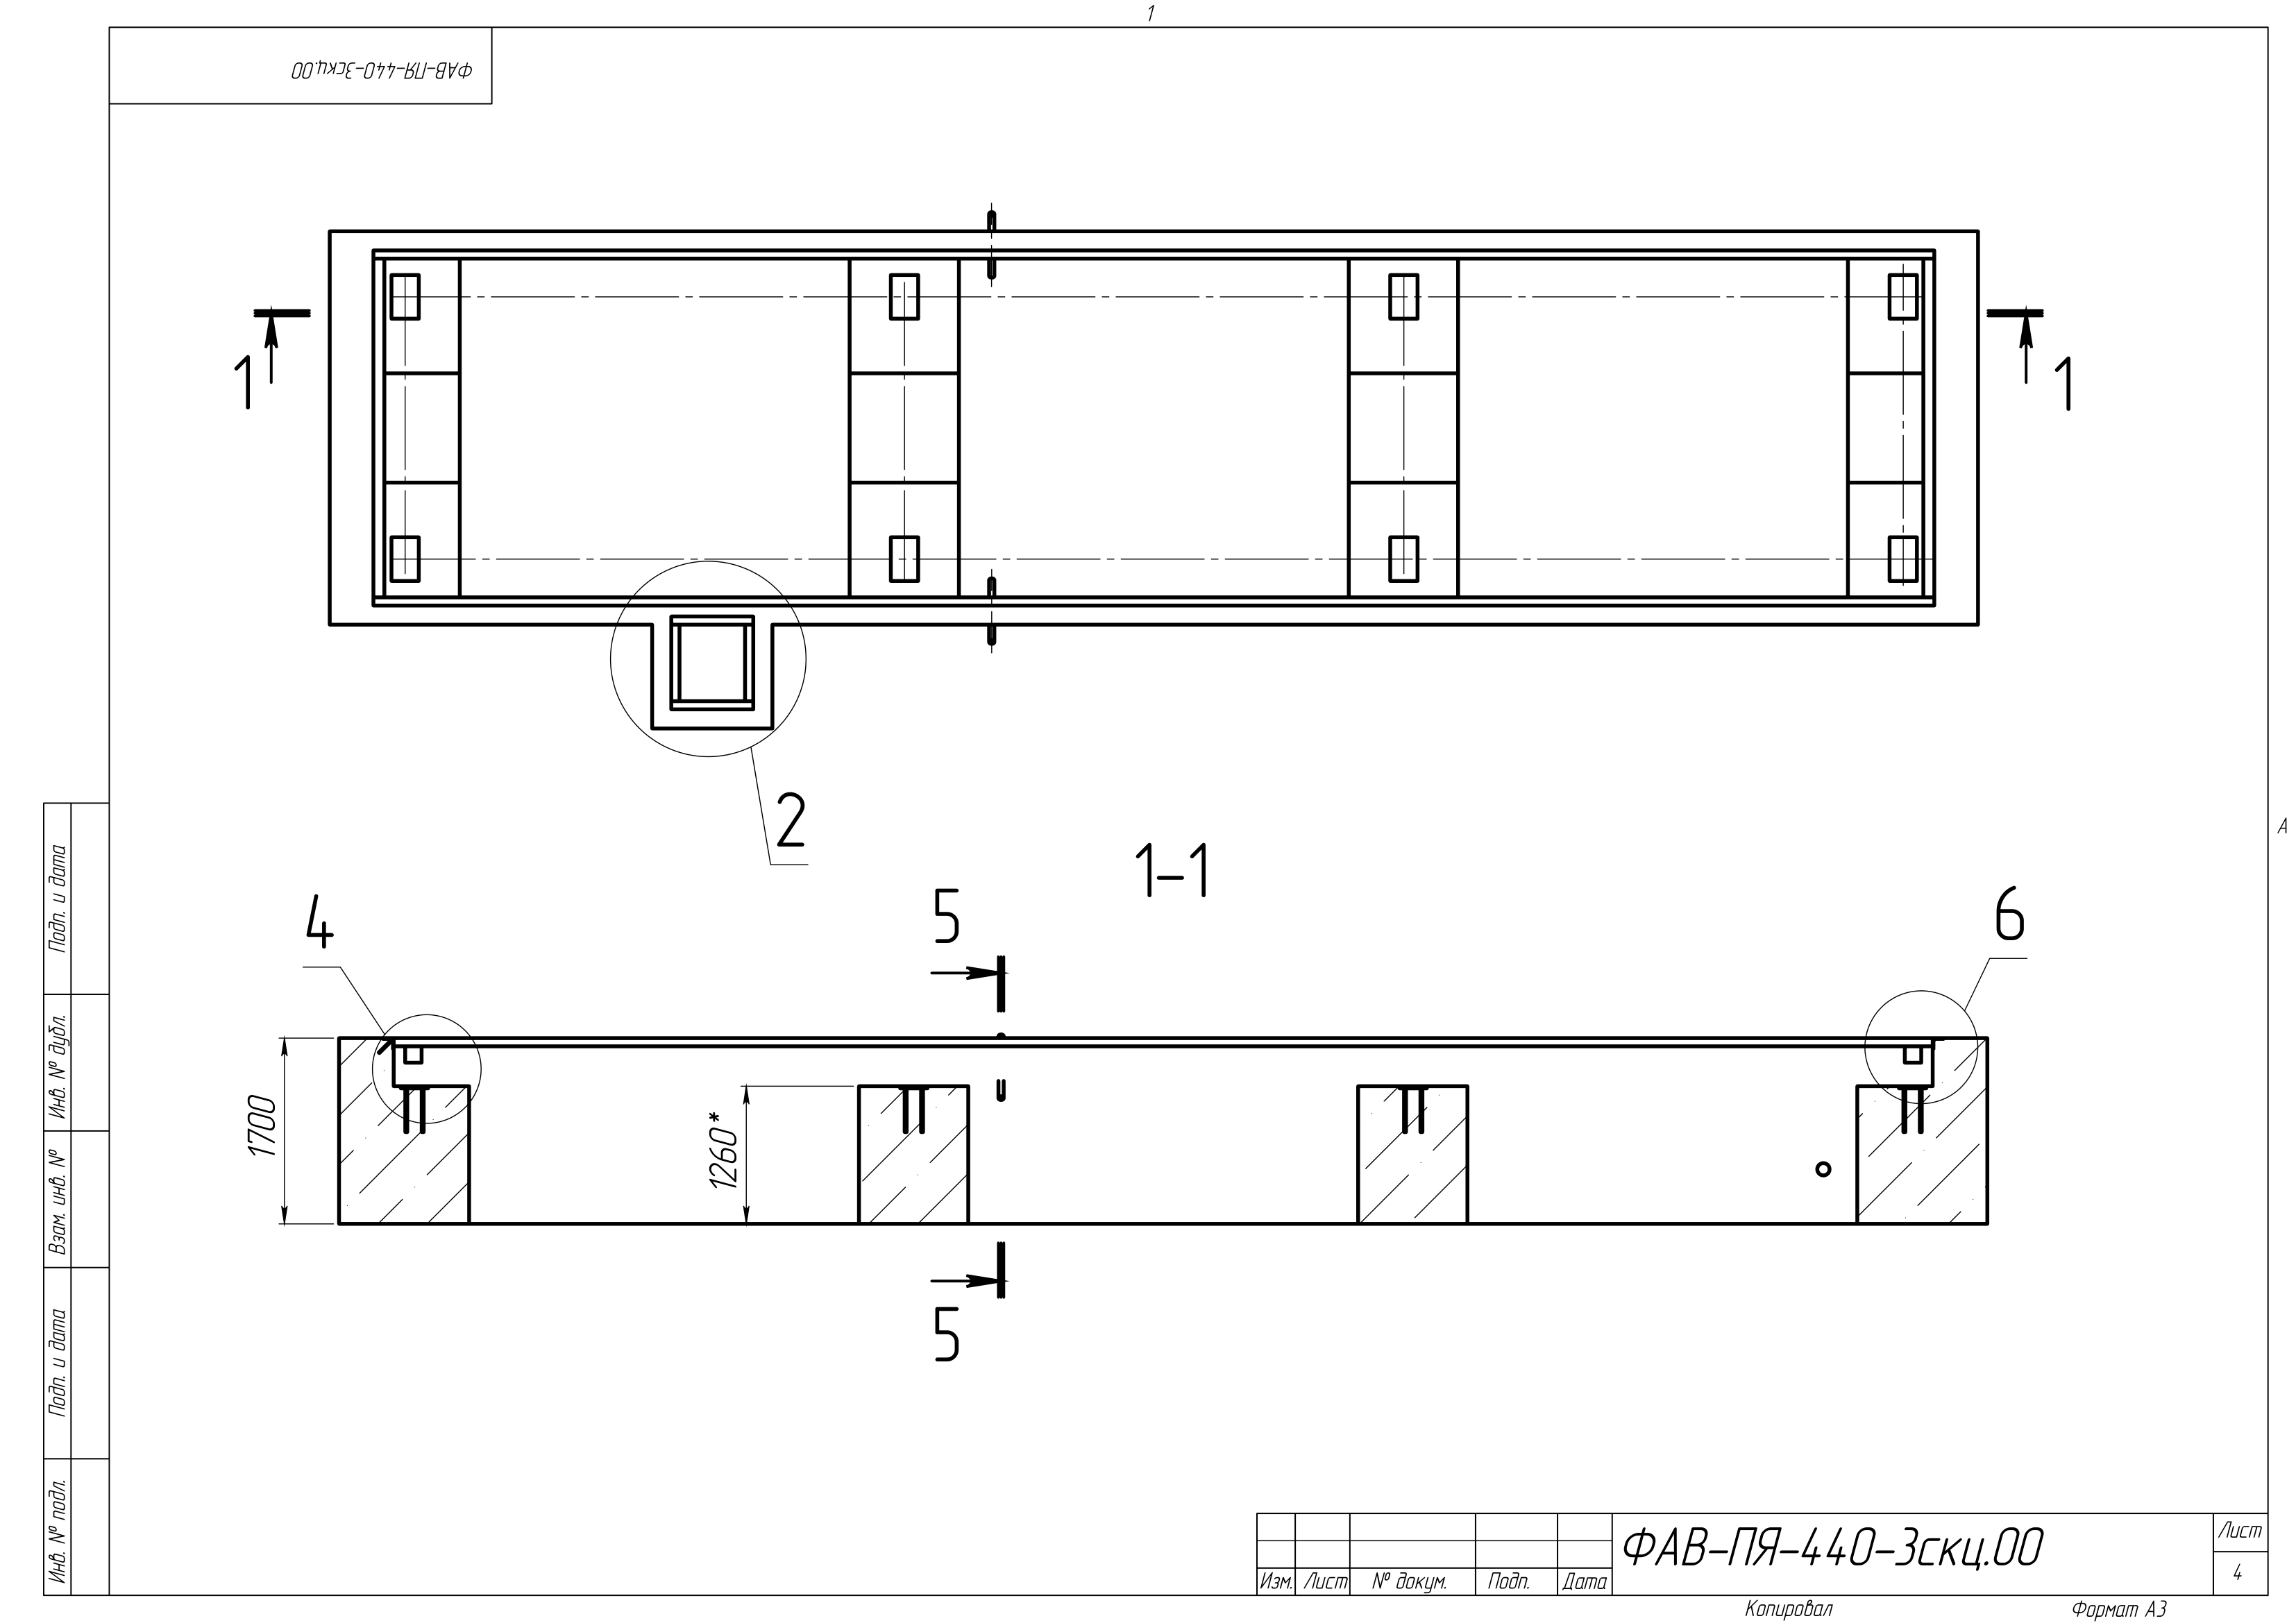 1
ФАВ-ПЯ-440-3скц.00
1
1
2
А
1-1
4
5
6
1700
1260*
5
Подп. и дата
Инв. № дубл.
Взам. инв. №
Подп. и дата
Инв. № подл.
Изм. Лист № докум. Подп. Дата
ФАВ-ПЯ-440-3скц.00
Лист
4
Копировал Формат А3